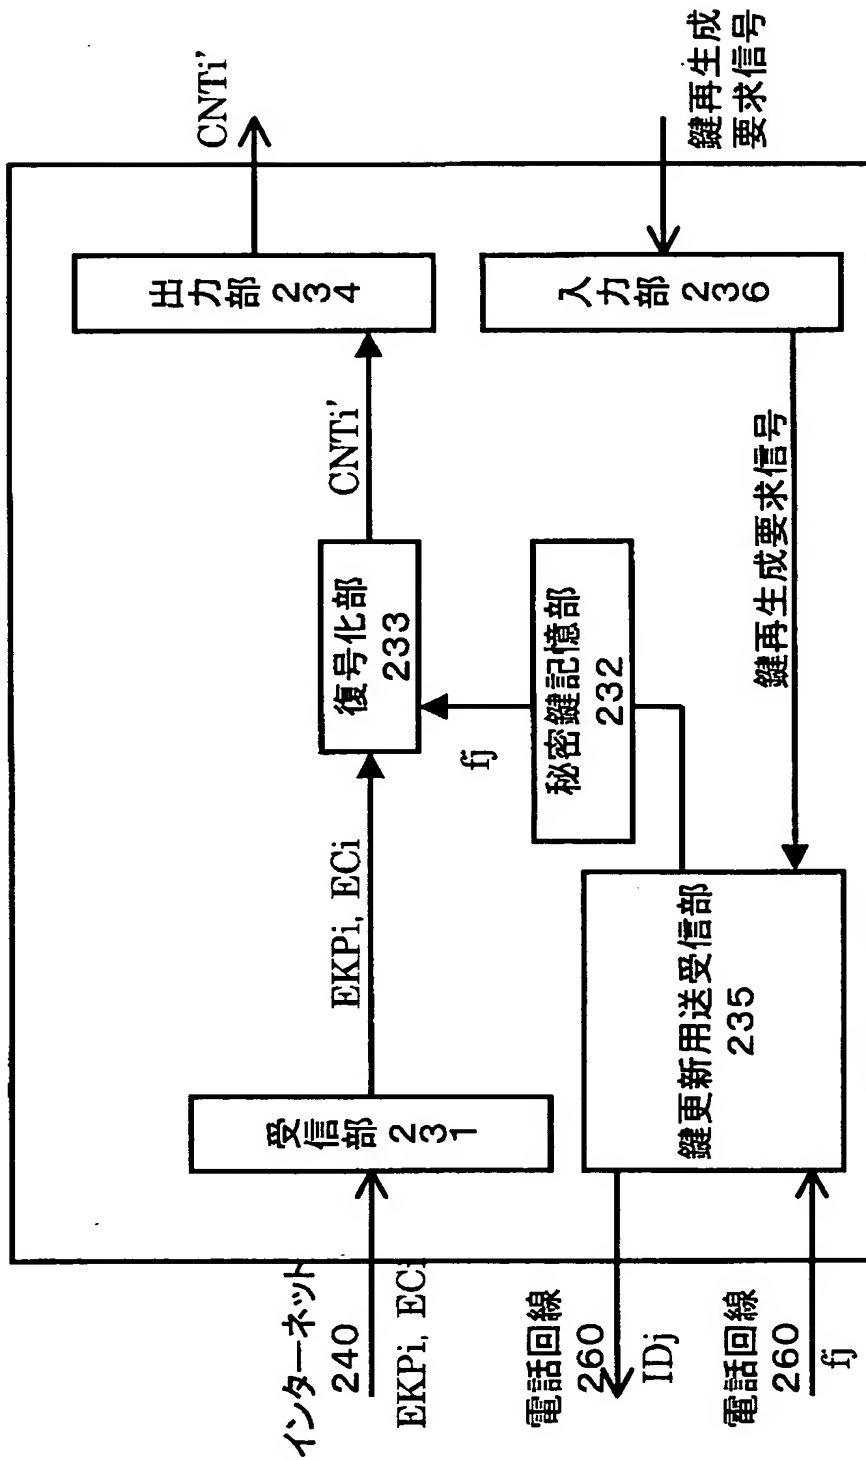 インターネット
240
EKPi, ECi
受信部 231
EKPi, ECi
復号化部
233
CNTi'
出力部 234
CNTi'
fj
秘密鍵記憶部
232
電話回線
260
IDj
電話回線
260
fj
鍵更新用送受信部
235
鍵再生成要求信号
入力部 236
鍵再生成
要求信号